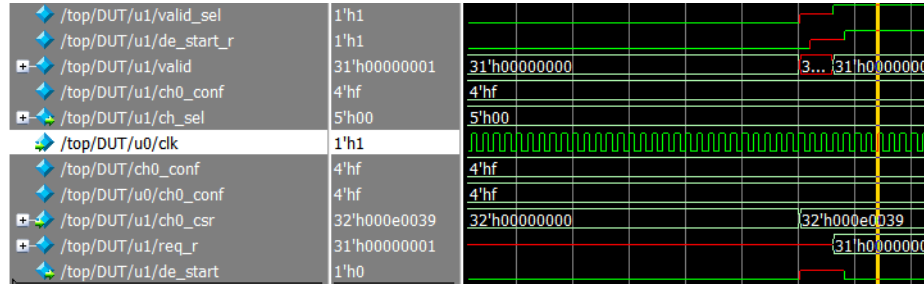 /top/DUT/u1/valid_sel 1'h1
/top/DUT/u1/de_start_r 1'h1
/top/DUT/u1/valid 31'h00000001 31'h00000000 3... 31'h0000000
/top/DUT/u1/ch0_conf 4'hf 4'hf
/top/DUT/u1/ch_sel 5'h00 5'h00
/top/DUT/u0/clk 1'h1
/top/DUT/ch0_conf 4'hf 4'hf
/top/DUT/u0/ch0_conf 4'hf 4'hf
/top/DUT/u1/ch0_csr 32'h000e0039 32'h00000000 32'h000e0039
/top/DUT/u1/req_r 31'h00000001 31'h0000000
/top/DUT/u1/de_start 1'h0